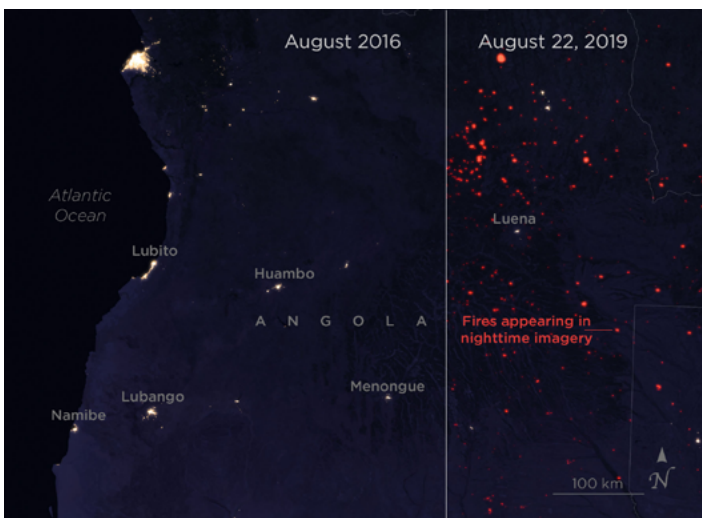 August 2016
August 22, 2019
Atlantic
Ocean
Luena
Lubito
Huambo
ANGOLA
Fires appearing in
nighttime imagery
Menongue
Lubango
Namibe
100 km
N